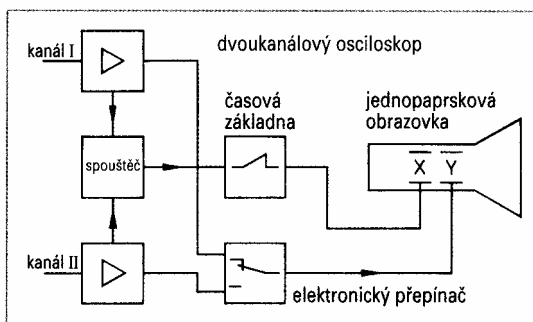 dvoukanálový osciloskop
kanál I
časová
základna
jednopaprsková
obrazovka
spouštěč
X Y
kanál II
elektronický přepínač